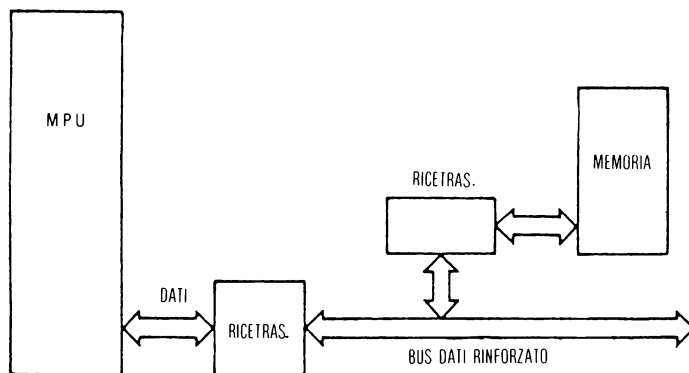 MPU
MEMORIA
RICETRAS.
DATI
RICETRAS.
BUS DATI RINFORZATO